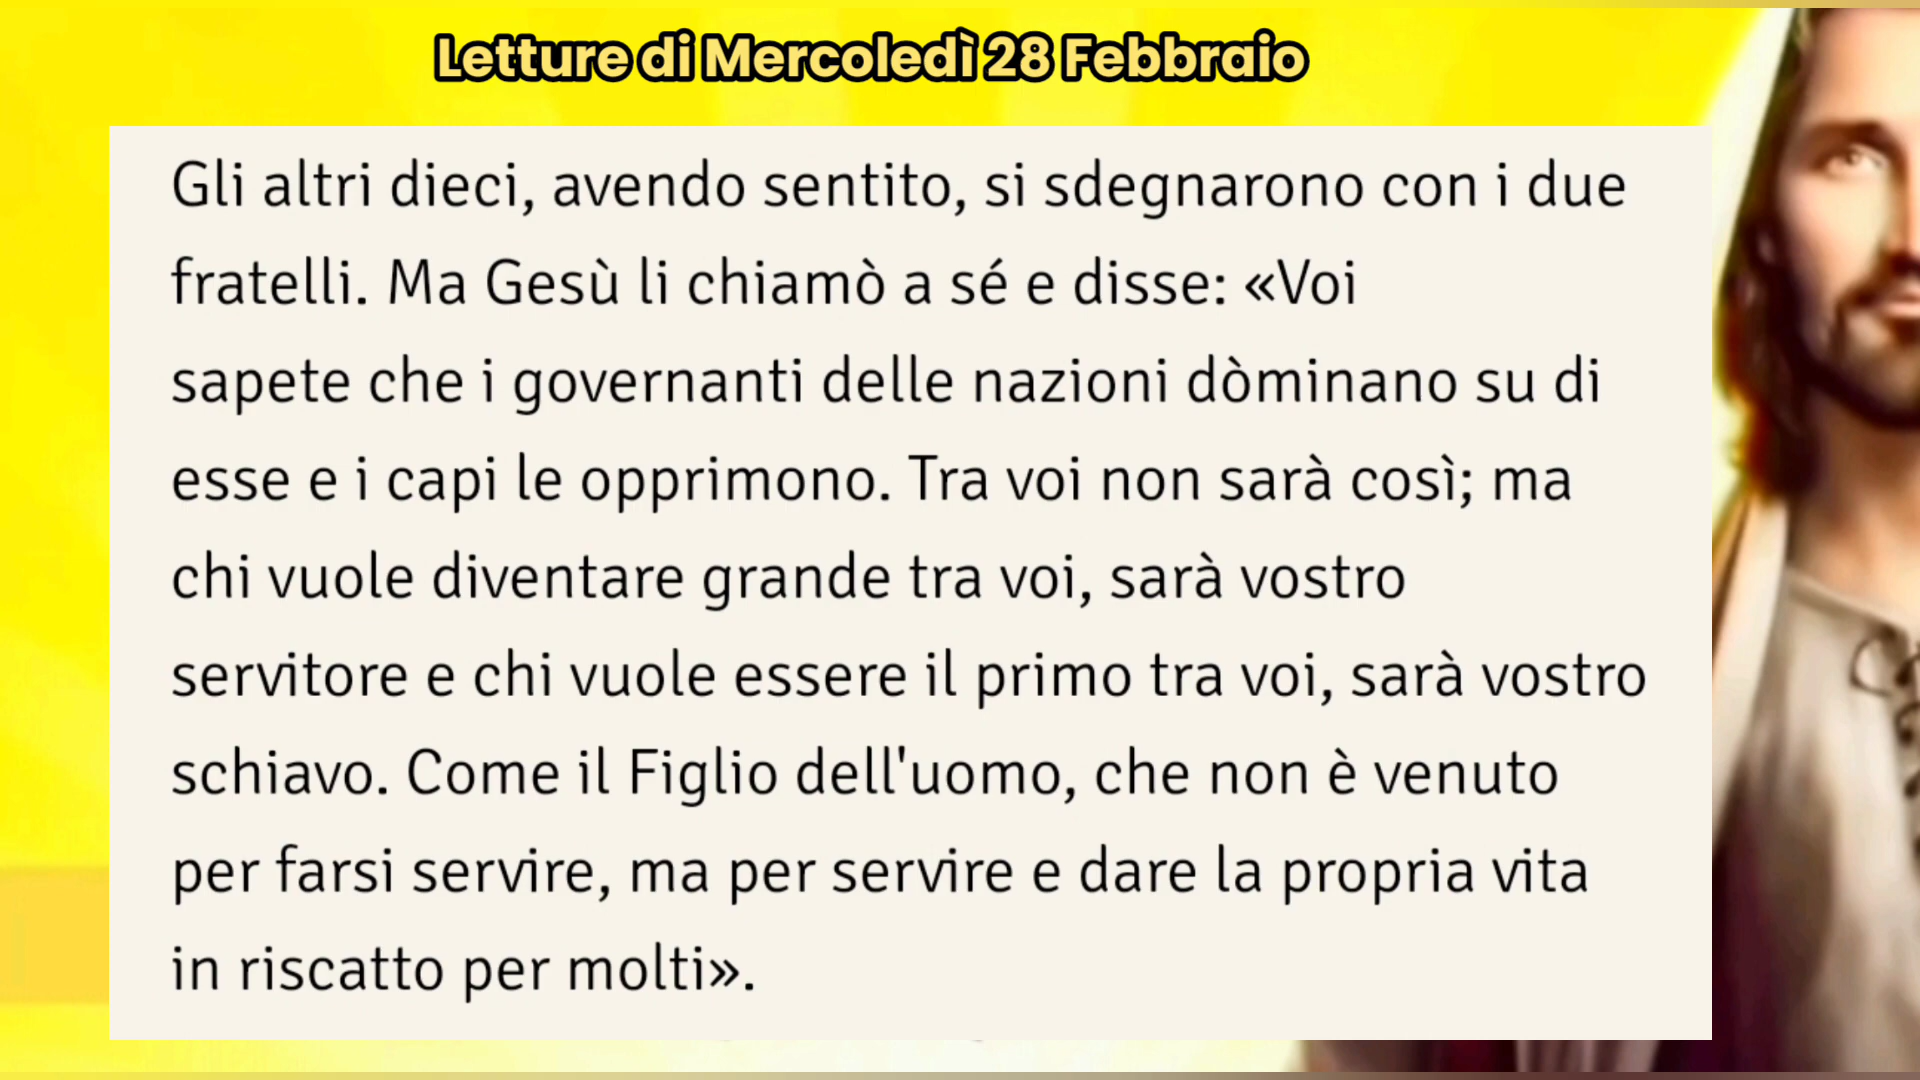 Letture di Mercoledì 28 Febbraio
Gli altri dieci, avendo sentito, si sdegnarono con i due
fratelli. Ma Gesù li chiamò a sé e disse: «Voi
sapete che i governanti delle nazioni dòminano su di
esse e i capi le opprimono. Tra voi non sarà così; ma
chi vuole diventare grande tra voi, sarà vostro
servitore e chi vuole essere il primo tra voi, sarà vostro
schiavo. Come il Figlio dell'uomo, che non è venuto
per farsi servire, ma per servire e dare la propria vita
in riscatto per molti».